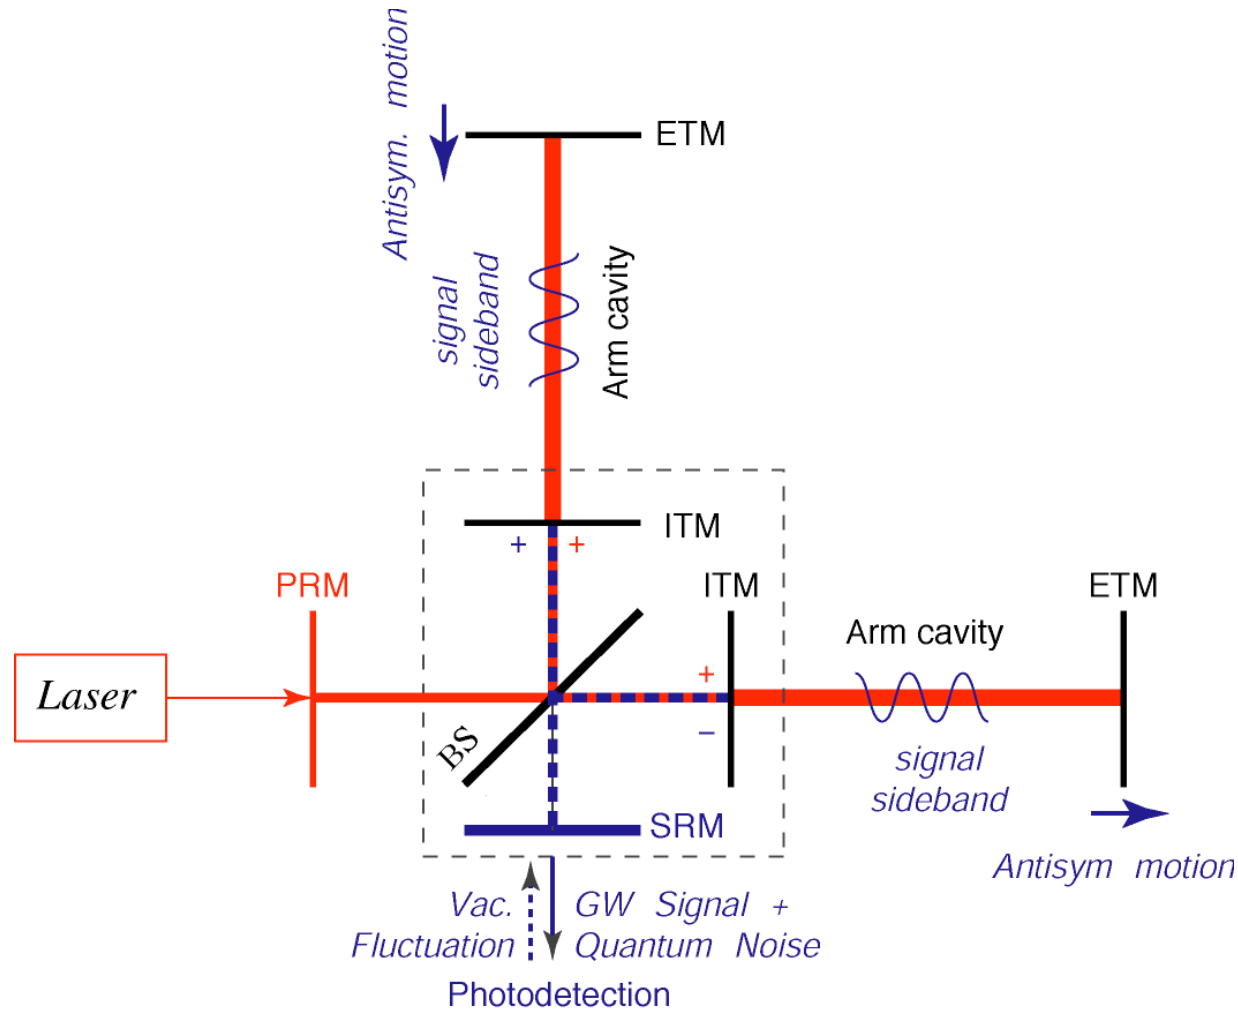 Antisym. motion
ETM
signal
sideband
Arm cavity
ITM
+ +
PRM
ITM
ETM
Laser
+
Arm cavity
BS
−
signal
sideband
SRM
Antisym motion
Vac.
Fluctuation
GW Signal +
Quantum Noise
Photodetection